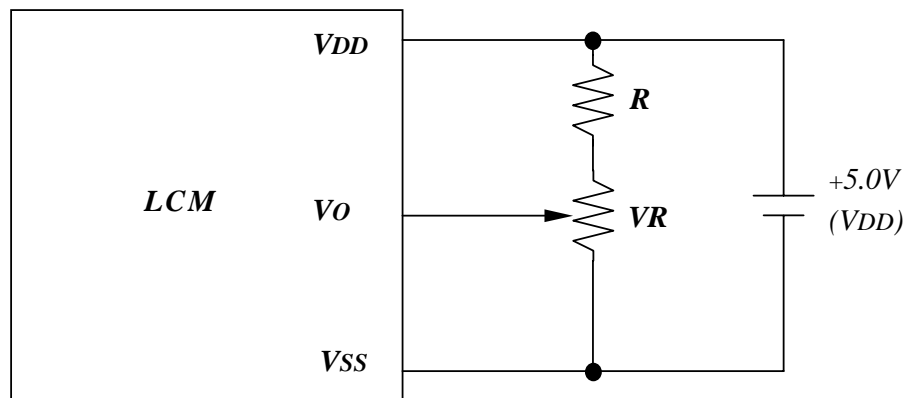 VDD
R
LCM
VO
VR
+5.0V
(VDD)
VSS